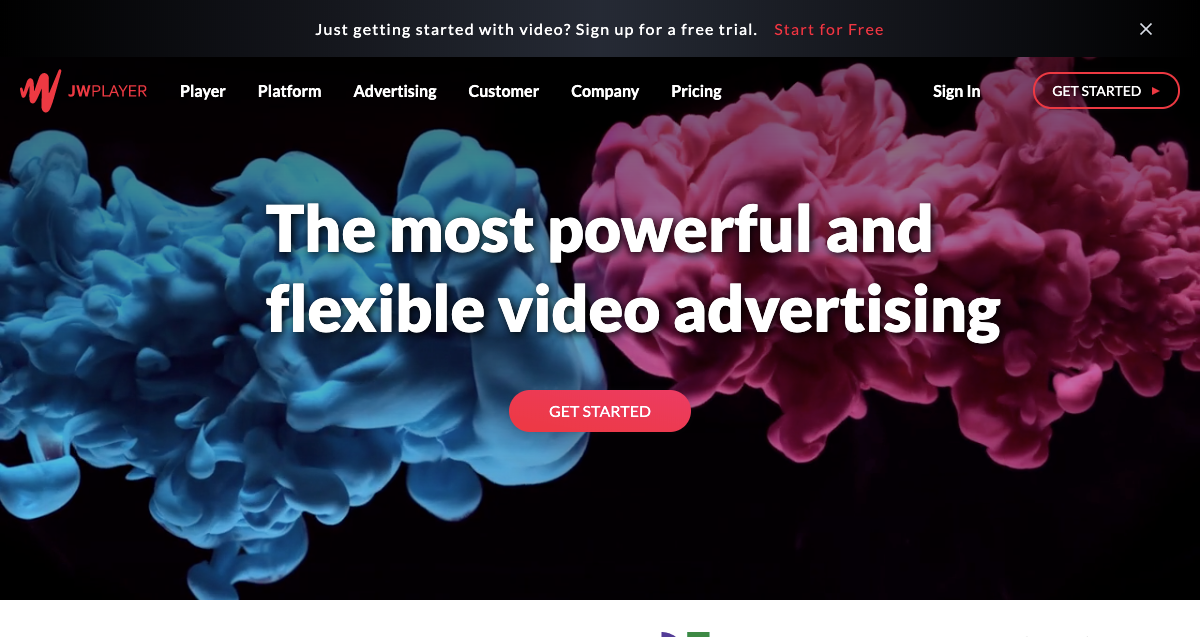 Just getting started with video? Sign up for a free trial. Start for Free
JWPLAYER Player Platform Advertising Customer Company Pricing Sign In GET STARTED
The most powerful and
flexible video advertising
GET STARTED